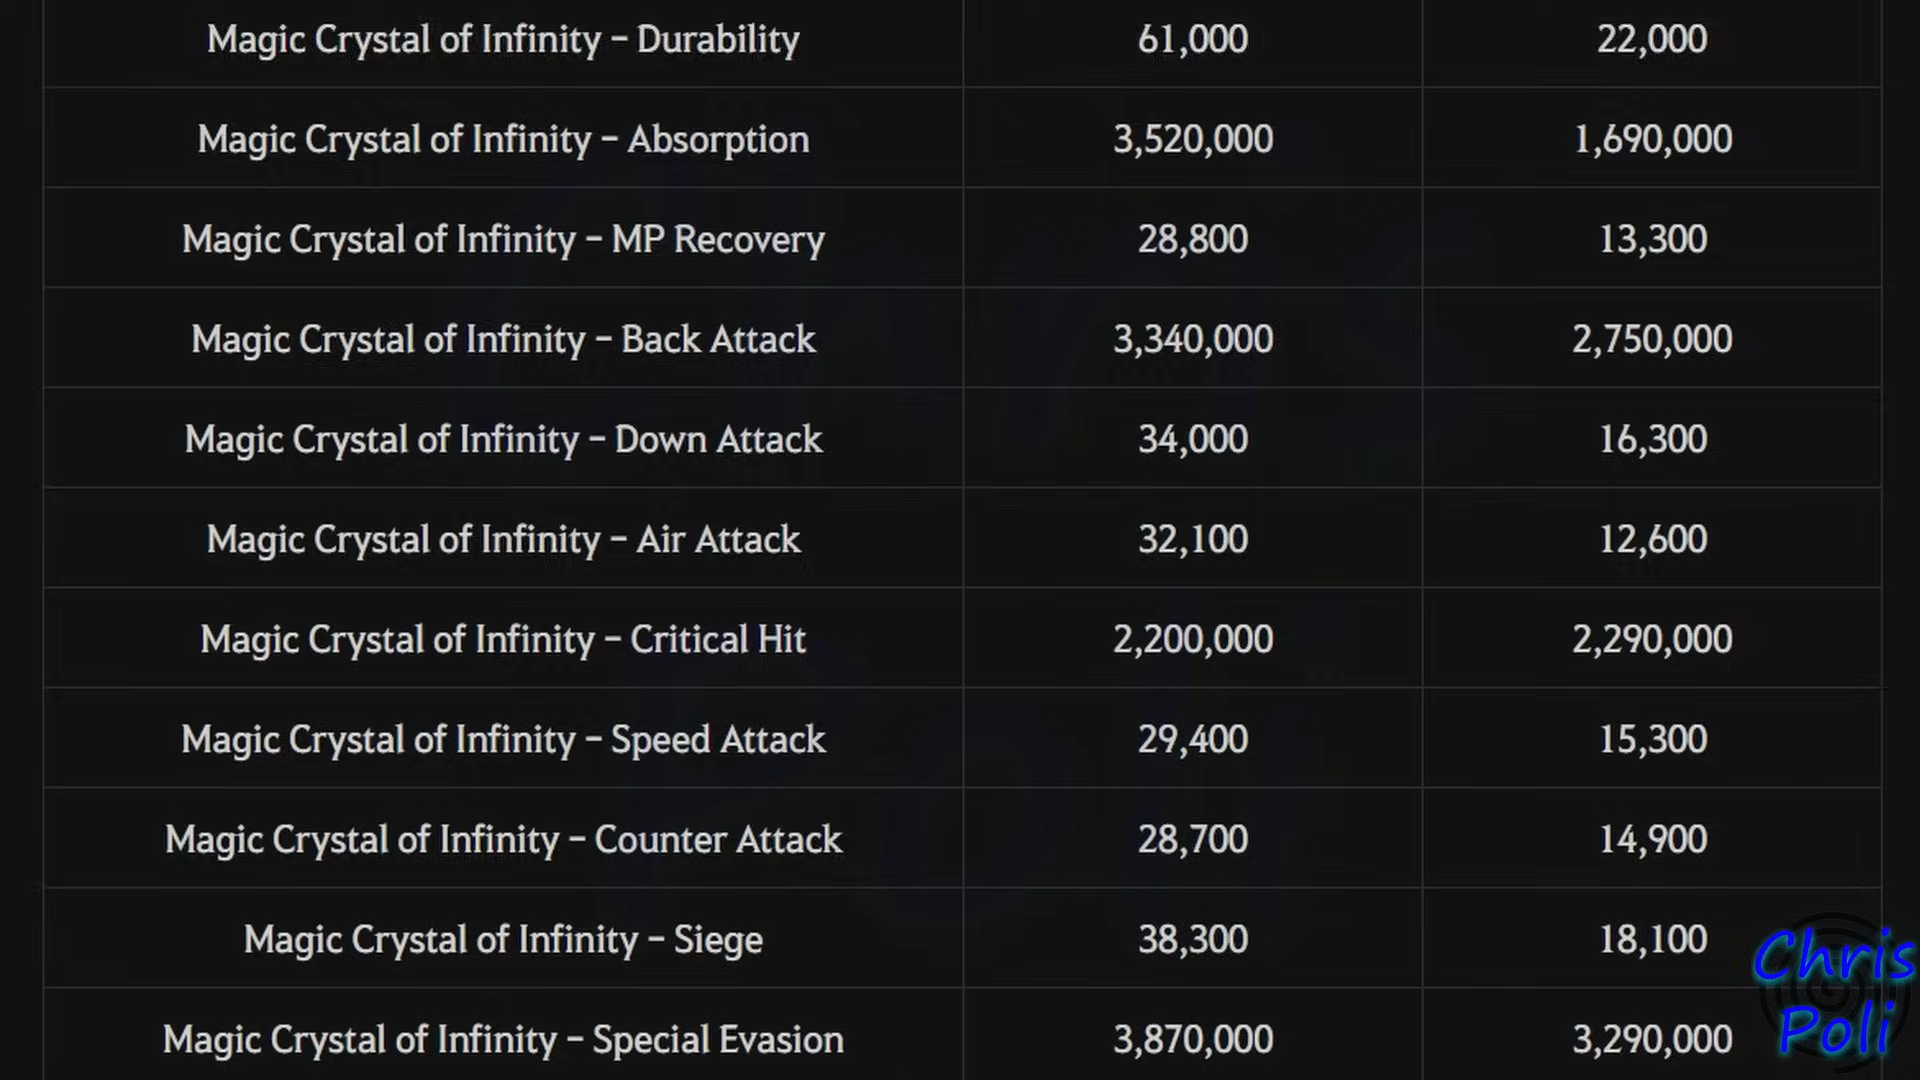 Magic Crystal of Infinity – Durability 61,000 22,000
Magic Crystal of Infinity – Absorption 3,520,000 1,690,000
Magic Crystal of Infinity – MP Recovery 28,800 13,300
Magic Crystal of Infinity – Back Attack 3,340,000 2,750,000
Magic Crystal of Infinity – Down Attack 34,000 16,300
Magic Crystal of Infinity – Air Attack 32,100 12,600
Magic Crystal of Infinity – Critical Hit 2,200,000 2,290,000
Magic Crystal of Infinity – Speed Attack 29,400 15,300
Magic Crystal of Infinity – Counter Attack 28,700 14,900
Magic Crystal of Infinity – Siege 38,300 18,100
Magic Crystal of Infinity – Special Evasion 3,870,000 3,290,000
Chris
Poli